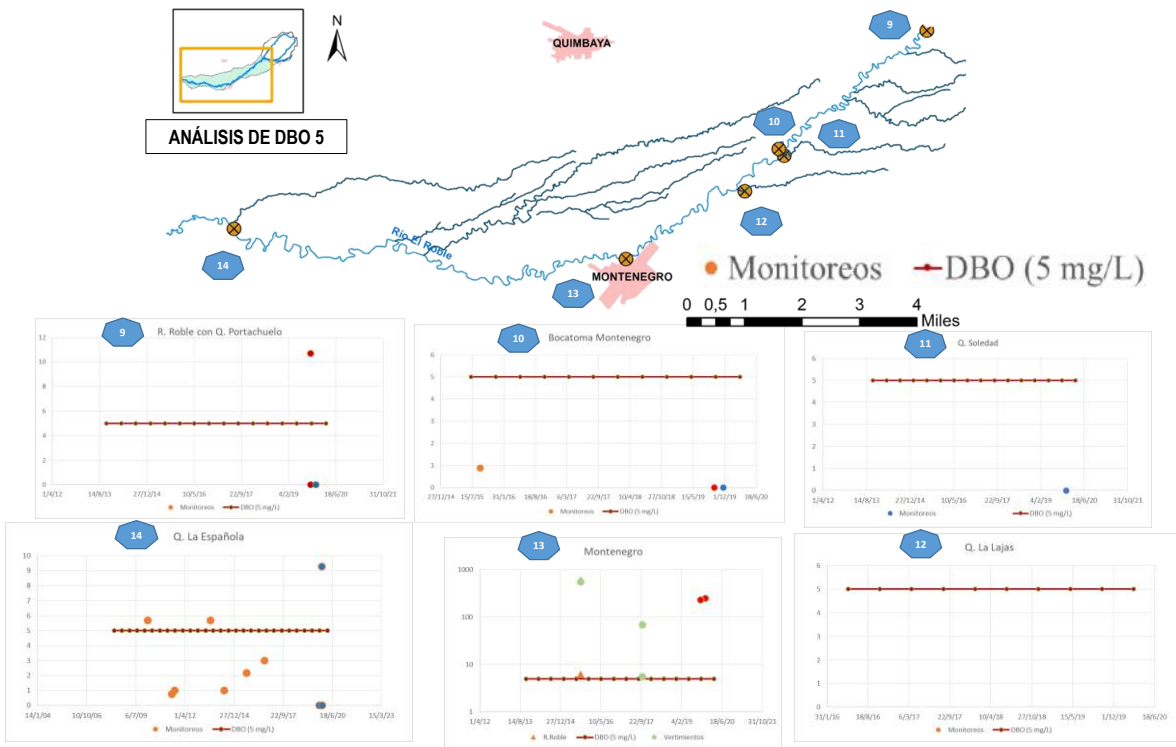 N
ANÁLISIS DE DBO 5
QUIMBAYA
9
10
11
12
Río El Roble
14
13
MONTENEGRO
Monitoreos DBO (5 mg/L)
0 0,5 1 2 3 4
Miles
9
R. Roble con Q. Portachuelo
12
10
8
6
4
2
0
1/4/12 14/8/13 27/12/14 10/5/16 22/9/17 4/2/19 18/6/20 31/10/21
Monitoreos DBO (5 mg/L)
10
Bocatoma Montenegro
6
5
4
3
2
1
0
27/12/14 15/7/15 31/1/16 18/8/16 6/3/17 22/9/17 10/4/18 27/10/18 15/5/19 1/12/19 18/6/20
Monitoreos DBO (5 mg/L)
11
Q. Soledad
6
5
4
3
2
1
0
1/4/12 14/8/13 27/12/14 10/5/16 22/9/17 4/2/19 18/6/20 31/10/21
Monitoreos DBO (5 mg/L)
14
Q. La Española
10
9
8
7
6
5
4
3
2
1
0
14/1/04 10/10/06 6/7/09 1/4/12 27/12/14 22/9/17 18/6/20 15/3/23
Monitoreos DBO (5 mg/L)
13
Montenegro
1000
100
10
1
1/4/12 14/8/13 27/12/14 10/5/16 22/9/17 4/2/19 18/6/20 31/10/21
R.Roble DBO (5 mg/L) Vertimientos
12
Q. La Lajas
6
5
4
3
2
1
0
31/1/16 18/8/16 6/3/17 22/9/17 10/4/18 27/10/18 15/5/19 1/12/19 18/6/20
Monitoreos DBO (5 mg/L)